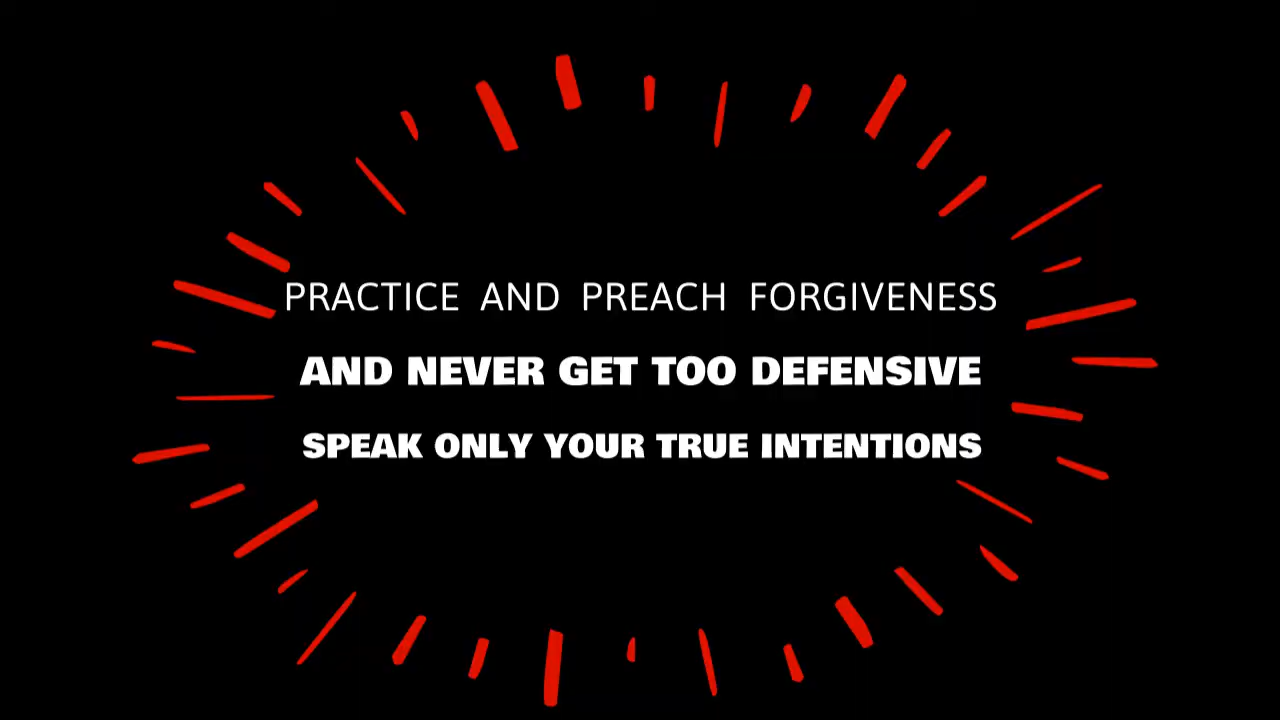 PRACTICE AND PREACH FORGIVENESS
AND NEVER GET TOO DEFENSIVE
SPEAK ONLY YOUR TRUE INTENTIONS